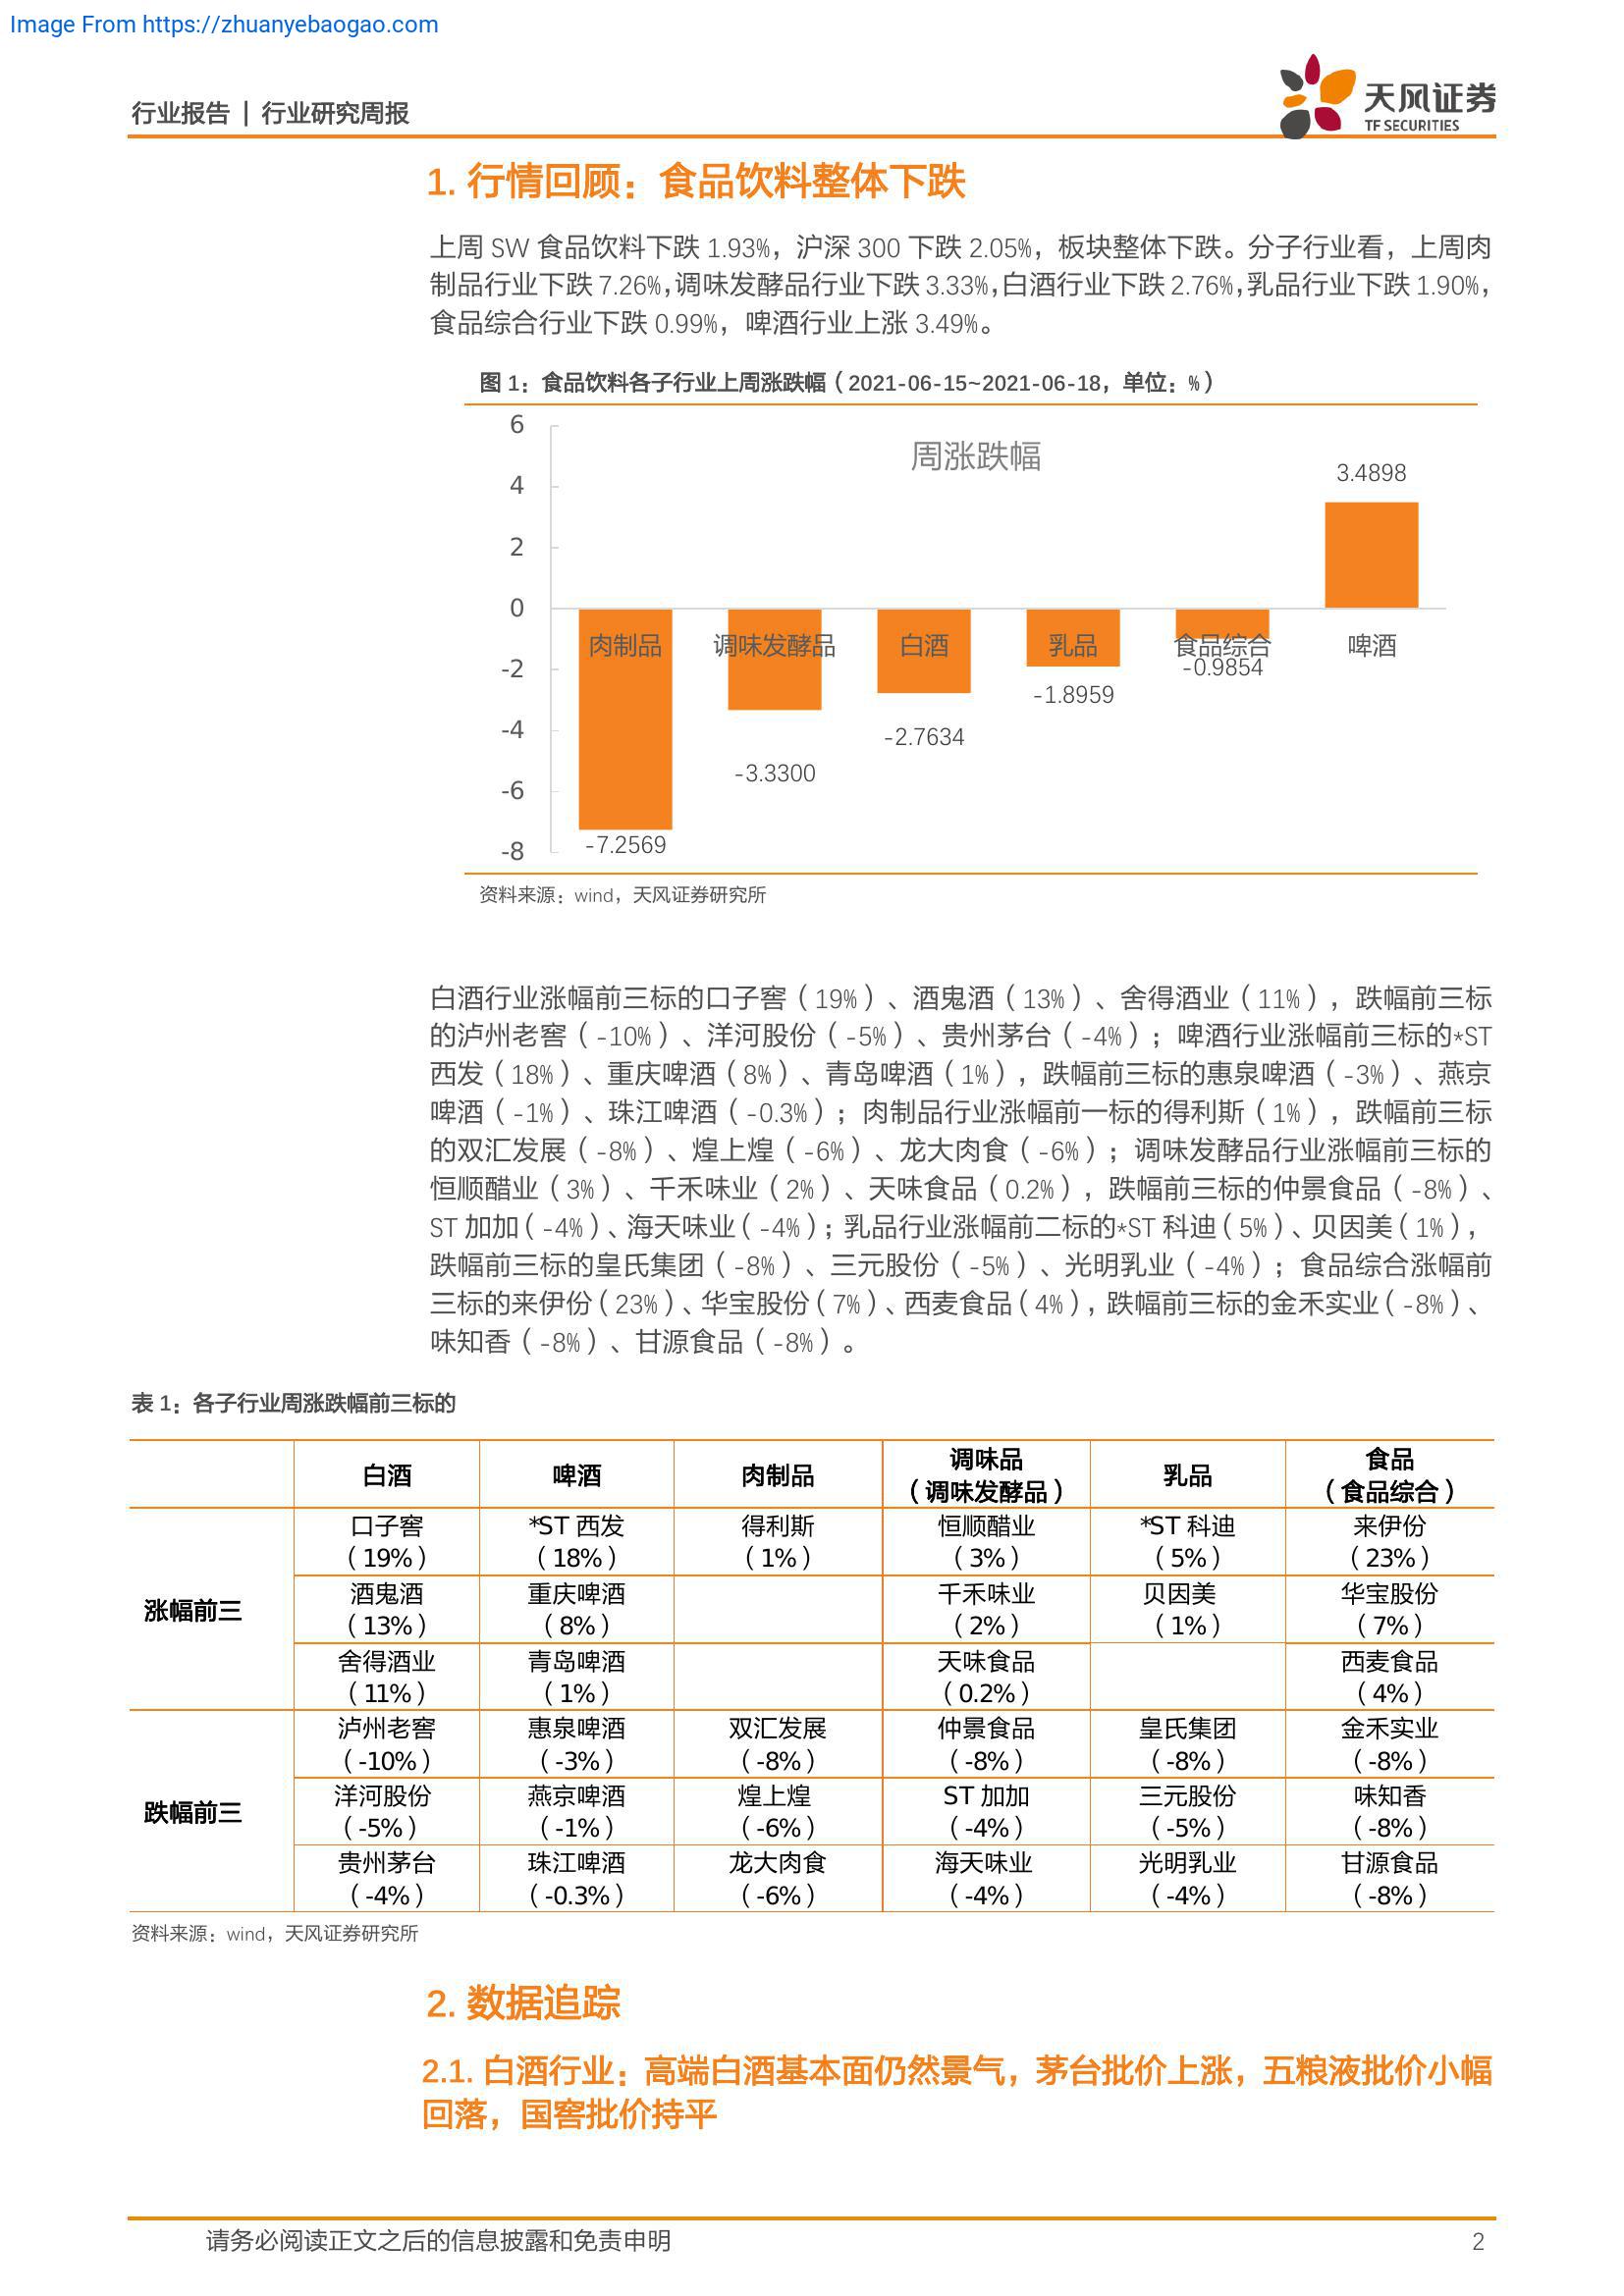 Image From https://zhuanyebaogao.com
行业报告 | 行业研究周报
天风证券
TF SECURITIES
1. 行情回顾：食品饮料整体下跌
上周 SW 食品饮料下跌 1.93%，沪深 300 下跌 2.05%，板块整体下跌。分子行业看，上周肉
制品行业下跌 7.26%，调味发酵品行业下跌 3.33%，白酒行业下跌 2.76%，乳品行业下跌 1.90%，
食品综合行业下跌 0.99%，啤酒行业上涨 3.49%。
图 1：食品饮料各子行业上周涨跌幅（2021-06-15~2021-06-18，单位：%）
周涨跌幅
6
4
2
0
-2
-4
-6
-8
肉制品 调味发酵品 白酒 乳品 食品综合 啤酒
-7.2569
-3.3300
-2.7634
-1.8959
-0.9854
3.4898
资料来源：wind，天风证券研究所
白酒行业涨幅前三标的口子窖（19%）、酒鬼酒（13%）、舍得酒业（11%），跌幅前三标
的泸州老窖（-10%）、洋河股份（-5%）、贵州茅台（-4%）；啤酒行业涨幅前三标的*ST
西发（18%）、重庆啤酒（8%）、青岛啤酒（1%），跌幅前三标的惠泉啤酒（-3%）、燕京
啤酒（-1%）、珠江啤酒（-0.3%）；肉制品行业涨幅前一标的得利斯（1%），跌幅前三标
的双汇发展（-8%）、煌上煌（-6%）、龙大肉食（-6%）；调味发酵品行业涨幅前三标的
恒顺醋业（3%）、千禾味业（2%）、天味食品（0.2%），跌幅前三标的仲景食品（-8%）、
ST 加加（-4%）、海天味业（-4%）；乳品行业涨幅前二标的*ST 科迪（5%）、贝因美（1%），
跌幅前三标的皇氏集团（-8%）、三元股份（-5%）、光明乳业（-4%）；食品综合涨幅前
三标的来伊份（23%）、华宝股份（7%）、西麦食品（4%），跌幅前三标的金禾实业（-8%）、
味知香（-8%）、甘源食品（-8%）。
表 1：各子行业周涨跌幅前三标的
白酒 啤酒 肉制品 调味品 乳品 食品
（调味发酵品） （食品综合）
口子窖 *ST 西发 得利斯 恒顺醋业 *ST 科迪 来伊份
（19%） （18%） （1%） （3%） （5%） （23%）
涨幅前三
酒鬼酒 重庆啤酒 千禾味业 贝因美 华宝股份
（13%） （8%） （2%） （1%） （7%）
舍得酒业 青岛啤酒 天味食品 西麦食品
（11%） （1%） （0.2%） （4%）
泸州老窖 惠泉啤酒 双汇发展 仲景食品 皇氏集团 金禾实业
（-10%） （-3%） （-8%） （-8%） （-8%） （-8%）
跌幅前三
洋河股份 燕京啤酒 煌上煌 ST 加加 三元股份 味知香
（-5%） （-1%） （-6%） （-4%） （-5%） （-8%）
贵州茅台 珠江啤酒 龙大肉食 海天味业 光明乳业 甘源食品
（-4%） （-0.3%） （-6%） （-4%） （-4%） （-8%）
资料来源：wind，天风证券研究所
2. 数据追踪
2.1. 白酒行业：高端白酒基本面仍然景气，茅台批价上涨，五粮液批价小幅
回落，国窖批价持平
请务必阅读正文之后的信息披露和免责申明 2